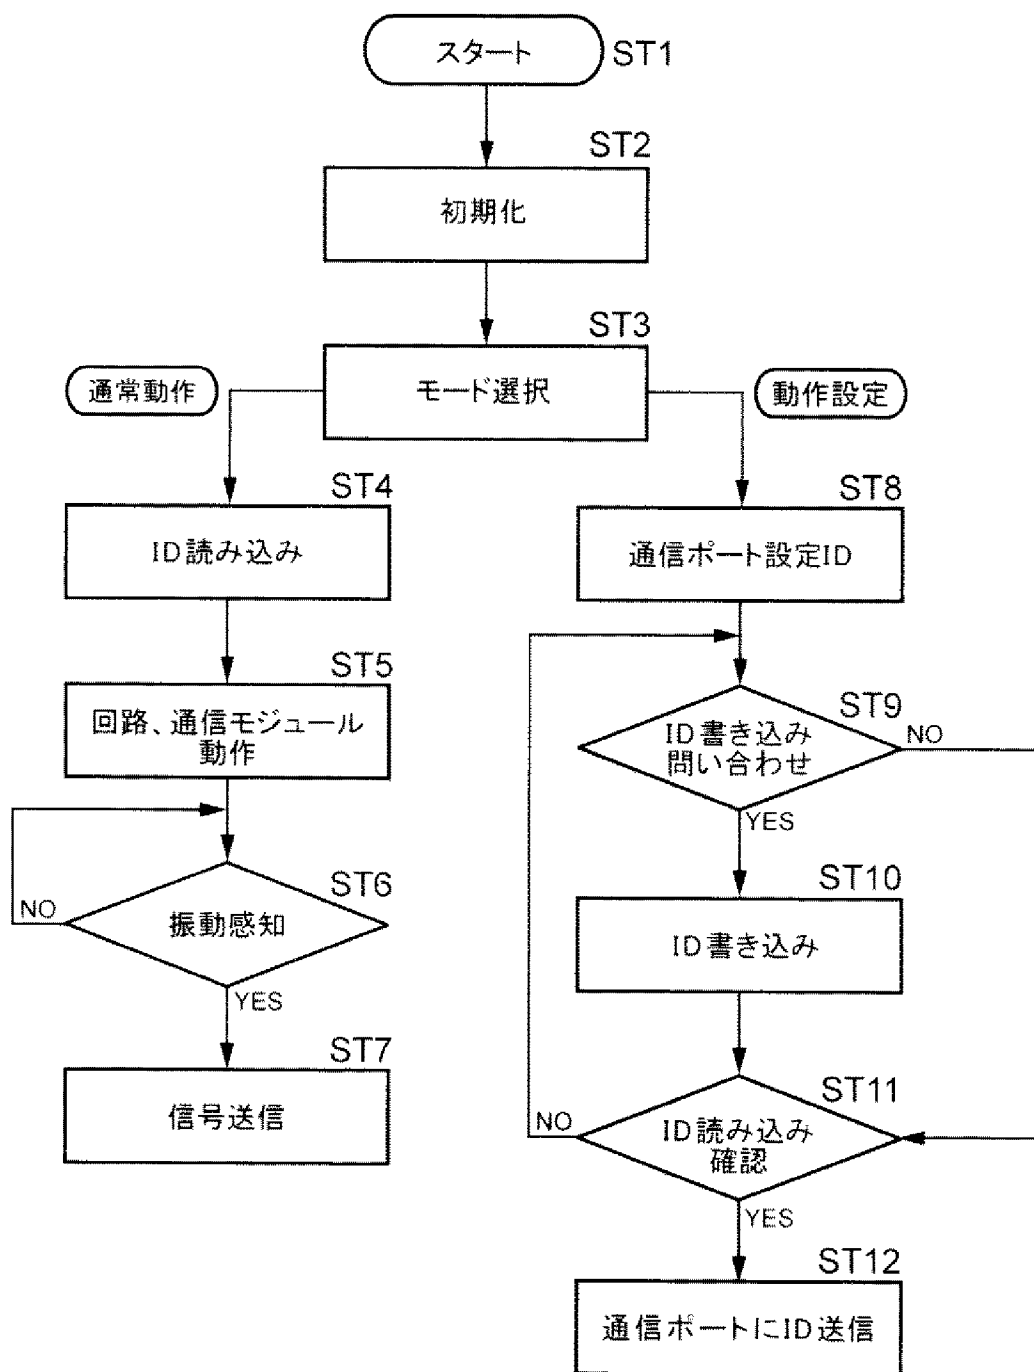 スタート
ST1
ST2
初期化
ST3
モード選択
通常動作
動作設定
ST4
ID読み込み
ST5
回路、通信モジュール
動作
ST6
振動感知
NO
YES
ST7
信号送信
ST8
通信ポート設定ID
ST9
ID書き込み
問い合わせ
NO
YES
ST10
ID書き込み
ST11
ID読み込み
確認
NO
YES
ST12
通信ポートにID送信